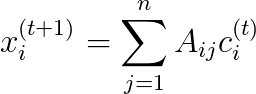 $x_i^{(t+1)} = \sum_{j=1}^{n} A_{ij} c_i^{(t)}$